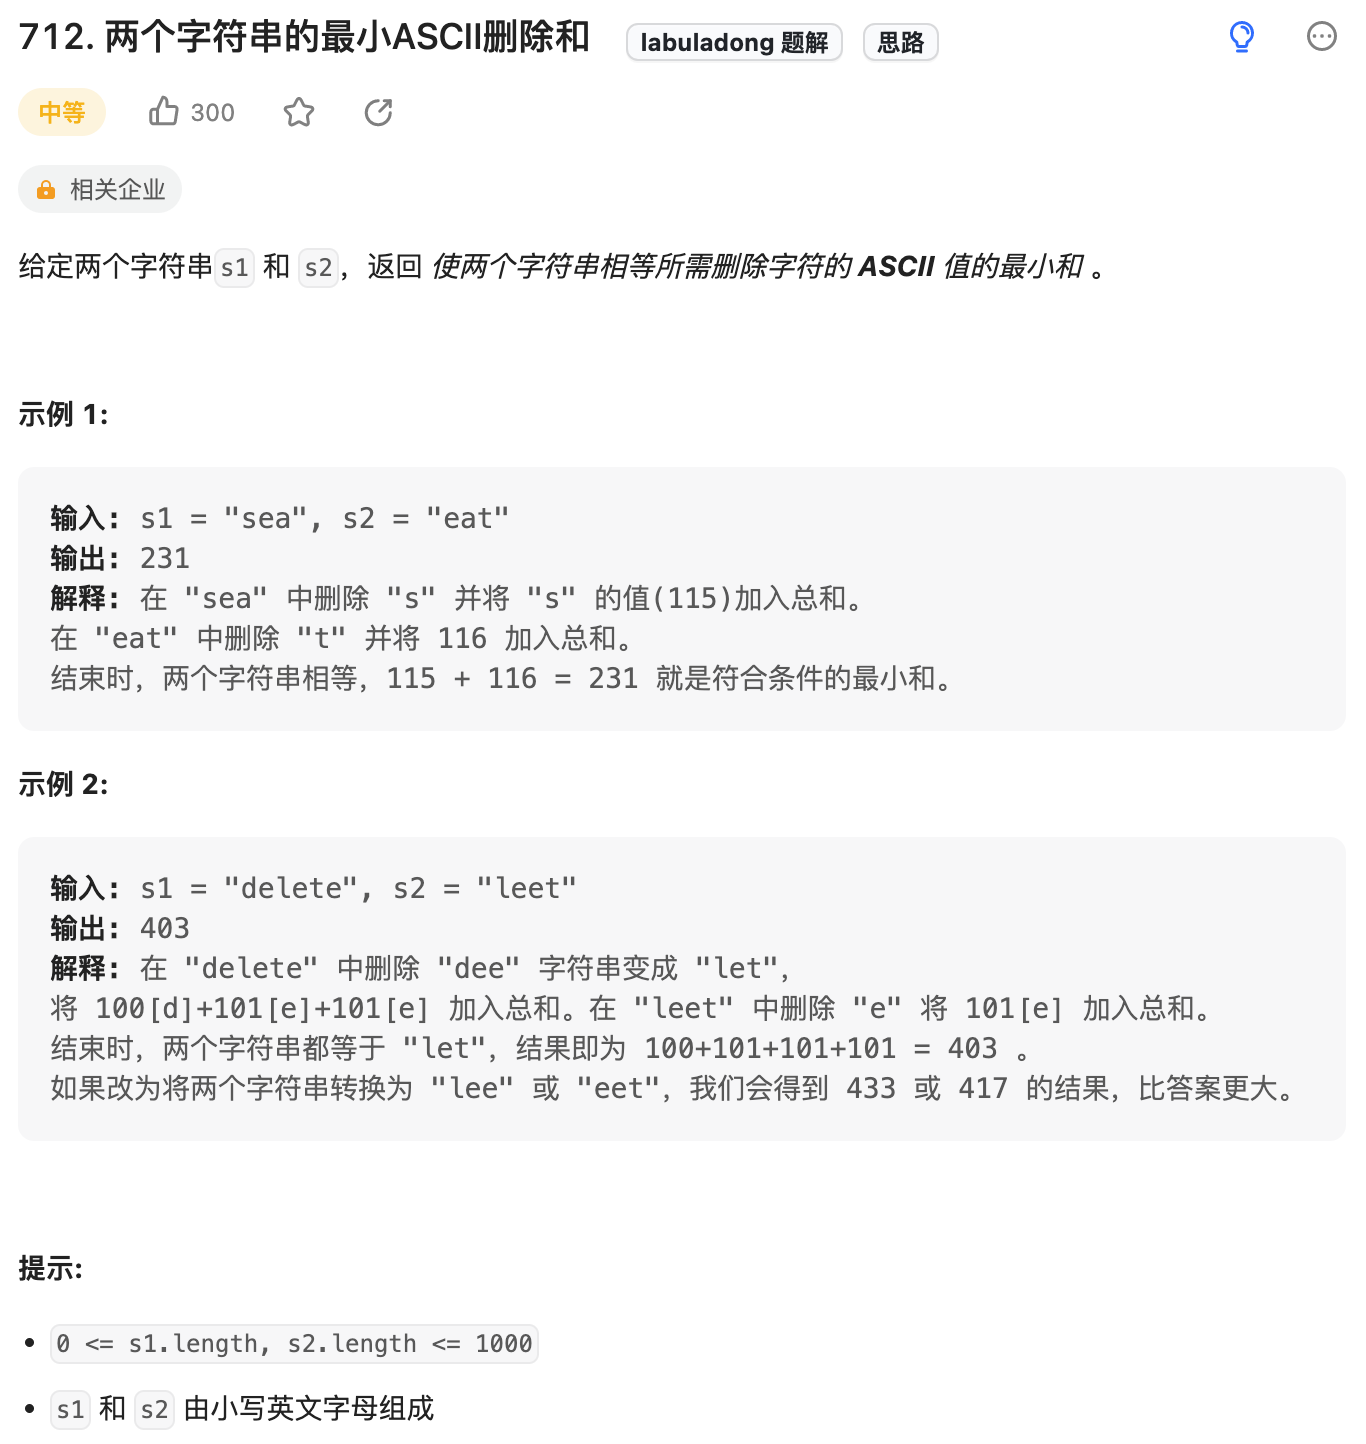 712. 两个字符串的最小ASCII删除和 labuladong 题解 思路
中等 300
相关企业
给定两个字符串s1 和 s2，返回 使两个字符串相等所需删除字符的 ASCII 值的最小和 。
示例 1:
输入: s1 = "sea", s2 = "eat"
输出: 231
解释: 在 "sea" 中删除 "s" 并将 "s" 的值(115)加入总和。
在 "eat" 中删除 "t" 并将 116 加入总和。
结束时，两个字符串相等，115 + 116 = 231 就是符合条件的最小和。
示例 2:
输入: s1 = "delete", s2 = "leet"
输出: 403
解释: 在 "delete" 中删除 "dee" 字符串变成 "let"，
将 100[d]+101[e]+101[e] 加入总和。在 "leet" 中删除 "e" 将 101[e] 加入总和。
结束时，两个字符串都等于 "let"，结果即为 100+101+101+101 = 403 。
如果改为将两个字符串转换为 "lee" 或 "eet"，我们会得到 433 或 417 的结果，比答案更大。
提示:
• 0 <= s1.length, s2.length <= 1000
• s1 和 s2 由小写英文字母组成